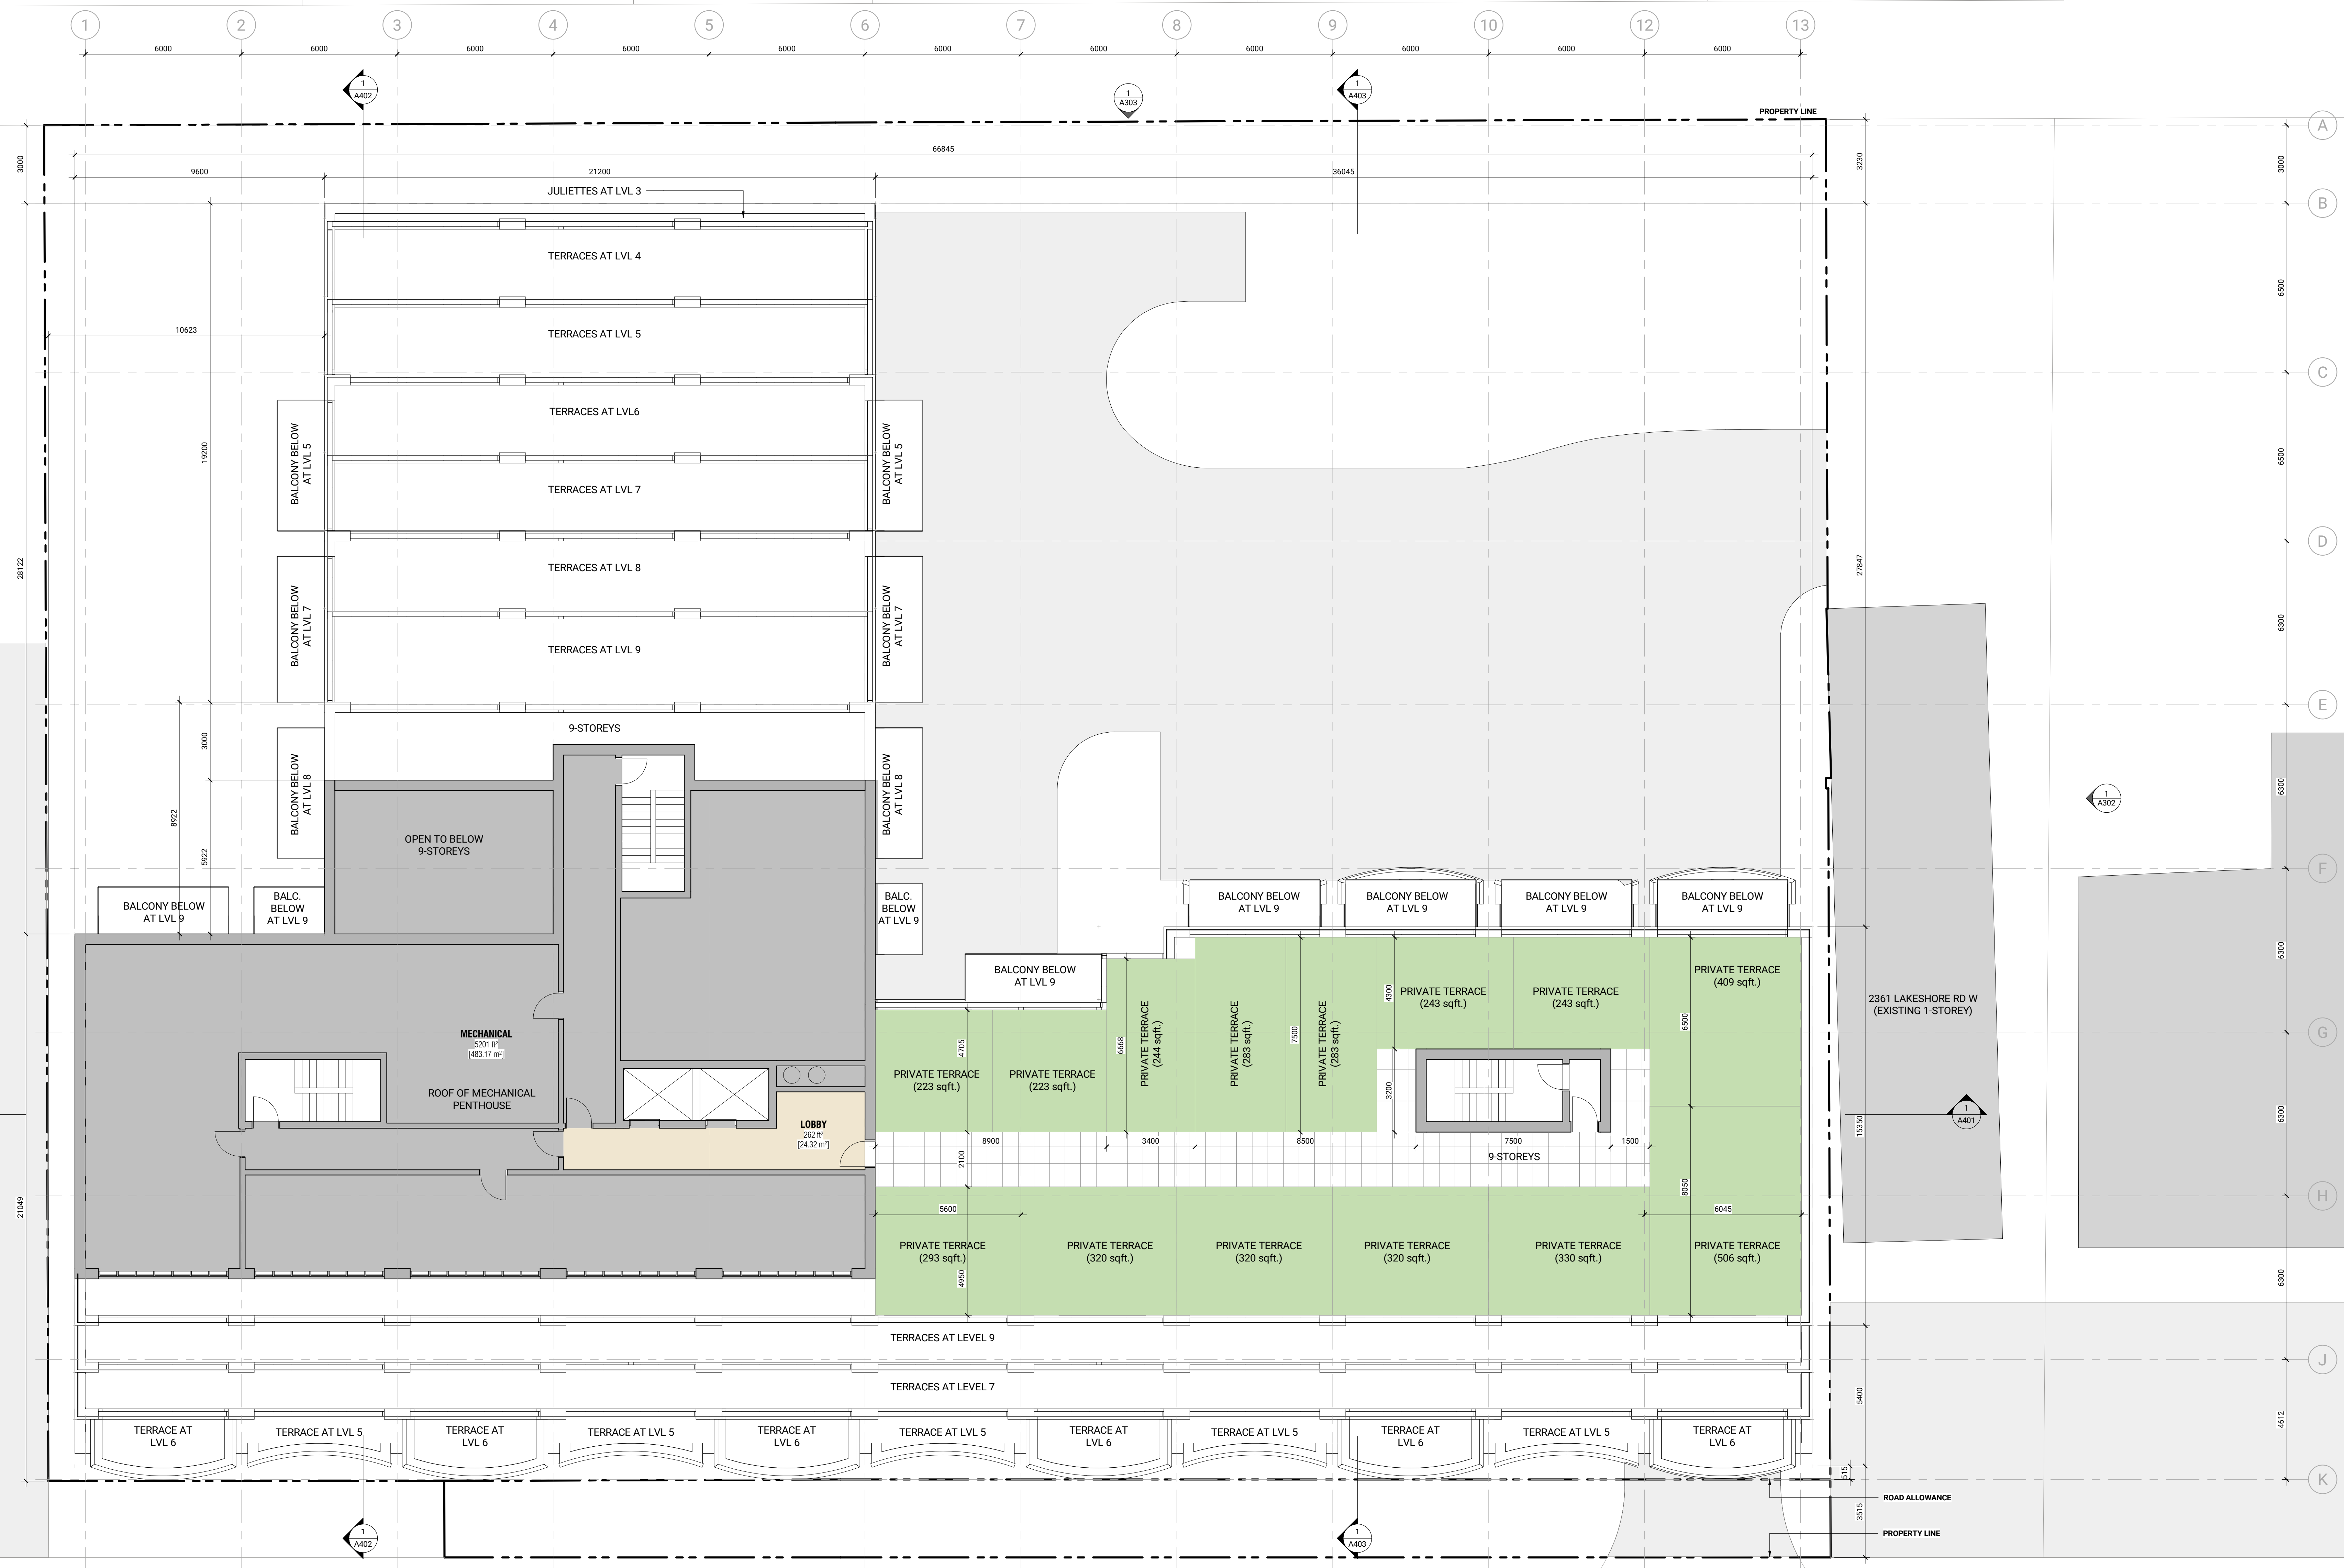 1 2 3 4 5 6 7 8 9 10 12 13
6000 6000 6000 6000 6000 6000 6000 6000 6000 6000 6000
1
A402
1
A303
1
A403
PROPERTY LINE
A
3000
66845
3230
3000
9600 21200 36045
JULIETTES AT LVL 3
B
TERRACES AT LVL 4
6500
TERRACES AT LVL 5
10623
C
TERRACES AT LVL6
BALCONY BELOW
AT LVL 5
BALCONY BELOW
AT LVL 5
19200
6500
TERRACES AT LVL 7
D
28122
27847
TERRACES AT LVL 8
BALCONY BELOW
AT LVL7
BALCONY BELOW
AT LVL7
6300
TERRACES AT LVL 9
E
9-STOREYS
3000
BALCONY BELOW
AT LVL 8
BALCONY BELOW
AT LVL 8
6300
1
A302
8922
5922
OPEN TO BELOW
9-STOREYS
F
BALCONY BELOW
AT LVL 9
BALC.
BELOW
AT LVL 9
BALC.
BELOW
AT LVL 9
BALCONY BELOW
AT LVL 9
BALCONY BELOW
AT LVL 9
BALCONY BELOW
AT LVL 9
BALCONY BELOW
AT LVL 9
6300
BALCONY BELOW
AT LVL 9
PRIVATE TERRACE
(409 sqft.)
4300
PRIVATE TERRACE
(243 sqft.)
PRIVATE TERRACE
(243 sqft.)
2361 LAKESHORE RD W
(EXISTING 1-STOREY)
MECHANICAL
5201 ft²
[483.17 m²]
4705
6668
PRIVATE TERRACE
(244 sqft.)
PRIVATE TERRACE
(283 sqft.)
7500
PRIVATE TERRACE
(283 sqft.)
6500
G
PRIVATE TERRACE
(223 sqft.)
PRIVATE TERRACE
(223 sqft.)
3200
ROOF OF MECHANICAL
PENTHOUSE
6300
1
A401
LOBBY
262 ft²
[24.32 m²]
15350
8900 3400 8500 7500 1500
2100
9-STOREYS
8050
H
21049
5600
6045
PRIVATE TERRACE
(293 sqft.)
PRIVATE TERRACE
(320 sqft.)
PRIVATE TERRACE
(320 sqft.)
PRIVATE TERRACE
(320 sqft.)
PRIVATE TERRACE
(330 sqft.)
PRIVATE TERRACE
(506 sqft.)
4950
6300
TERRACES AT LEVEL 9
J
TERRACES AT LEVEL 7
5400
4612
TERRACE AT
LVL 6
TERRACE AT LVL 5
TERRACE AT
LVL 6
TERRACE AT LVL 5
TERRACE AT
LVL 6
TERRACE AT LVL 5
TERRACE AT
LVL 6
TERRACE AT LVL 5
TERRACE AT
LVL 6
TERRACE AT LVL 5
TERRACE AT
LVL 6
515
K
ROAD ALLOWANCE
3515
PROPERTY LINE
1
A402
1
A403